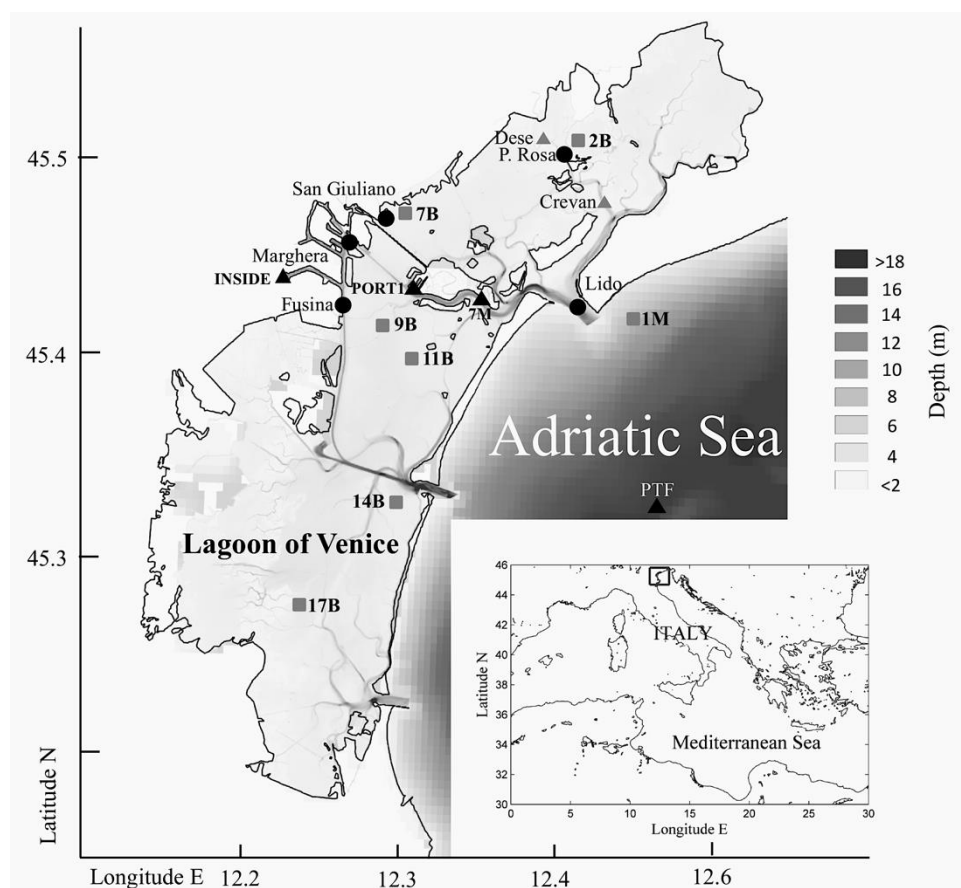 45.5
45.4
45.3
Latitude N
Longitude E
12.2
12.3
12.4
12.6
Dese
2B
P. Rosa
San Giuliano
7B
Crevan
Marghera
INSIDE
PORT1
Lido
Fusina
7M
1M
9B
11B
Adriatic Sea
PTF
14B
Lagoon of Venice
17B
>18
16
14
12
10
8
6
4
<2
Depth (m)
46
44
42
40
38
36
34
32
30
Latitude N
ITALY
Mediterranean Sea
0
5
10
15
20
25
30
Longitude E